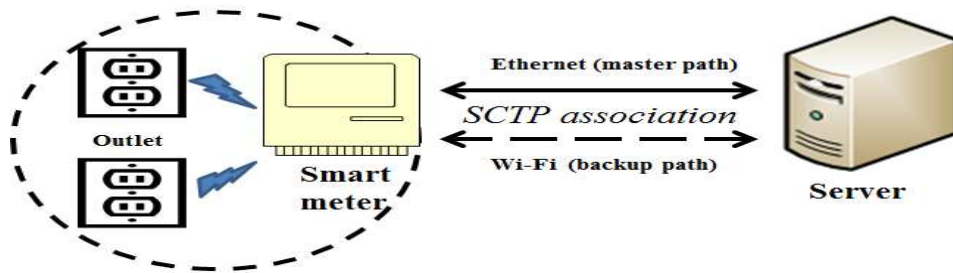 Ethernet (master path)
SCTP association
Wi-Fi (backup path)
Outlet
Smart
meter
Server